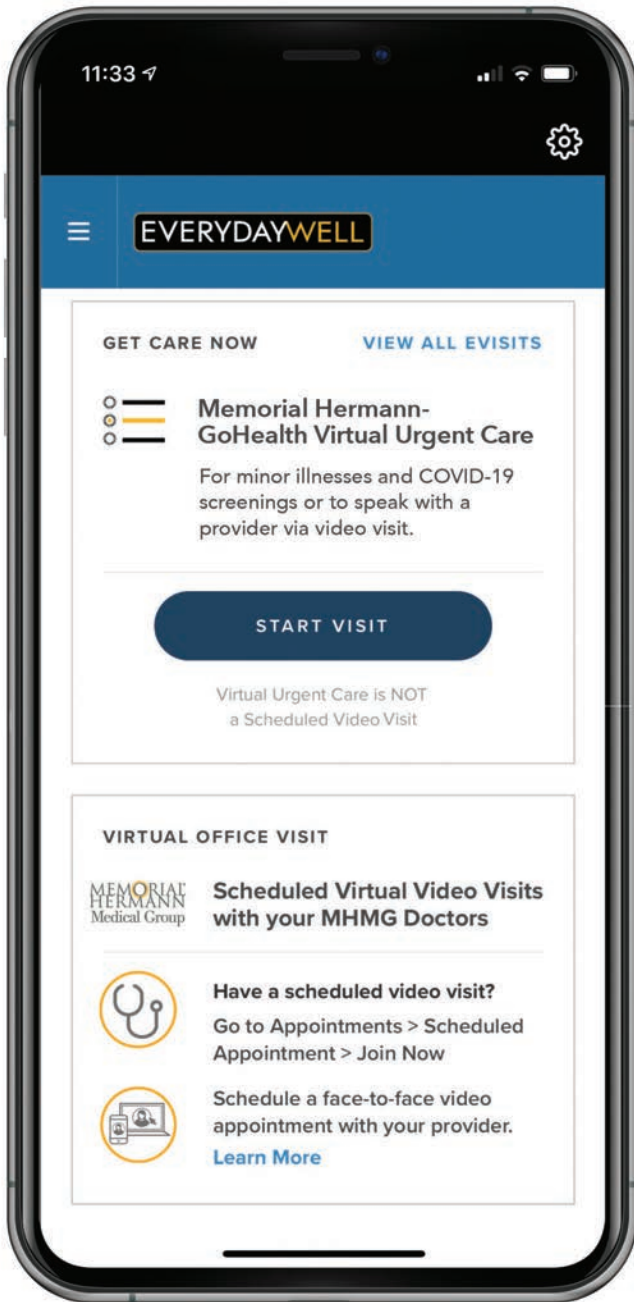 11:33
EVERYDAYWELL
GET CARE NOW
VIEW ALL EVISITS
Memorial Hermann-
GoHealth Virtual Urgent Care
For minor illnesses and COVID-19
screenings or to speak with a
provider via video visit.
START VISIT
Virtual Urgent Care is NOT
a Scheduled Video Visit
VIRTUAL OFFICE VISIT
MEMORIAL
HERMANN
Medical Group
Scheduled Virtual Video Visits
with your MHMG Doctors
Have a scheduled video visit?
Go to Appointments > Scheduled
Appointment > Join Now
Schedule a face-to-face video
appointment with your provider.
Learn More